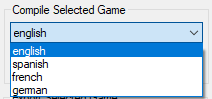 Compile Selected Game
english
english
spanish
french
german